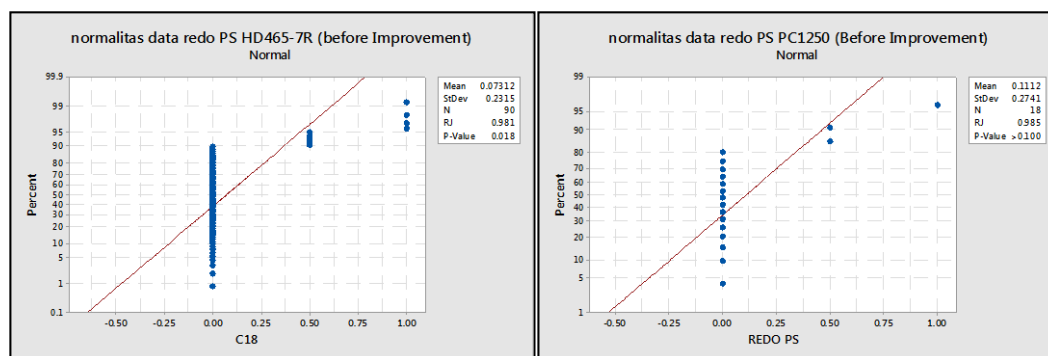 normalitas data redo PS HD465-7R (before Improvement)
Normal
99.9
99
95
90
80
70
60
50
40
30
20
10
5
1
0.1
Percent
-0.50
-0.25
0.00
0.25
0.50
0.75
1.00
C18
Mean 0.07312
StDev 0.2315
N 90
RJ 0.981
P-Value 0.018
normalitas data redo PS PC1250 (Before Improvement)
Normal
99
95
90
80
70
60
50
40
30
20
10
5
1
Percent
-0.50
-0.25
0.00
0.25
0.50
0.75
1.00
REDO PS
Mean 0.1112
StDev 0.2741
N 18
RJ 0.985
P-Value >0.100